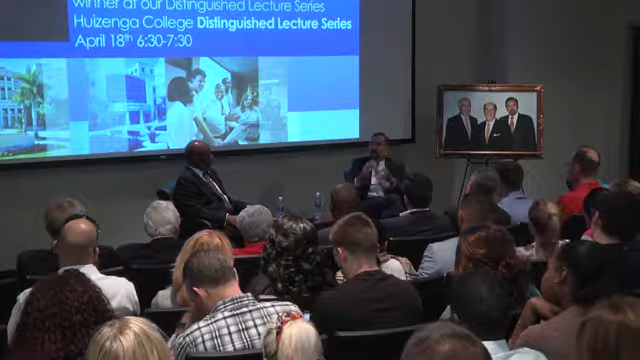 winner at our Distinguished Lecture Series
Huizenga College Distinguished Lecture Series
April 18th 6:30-7:30